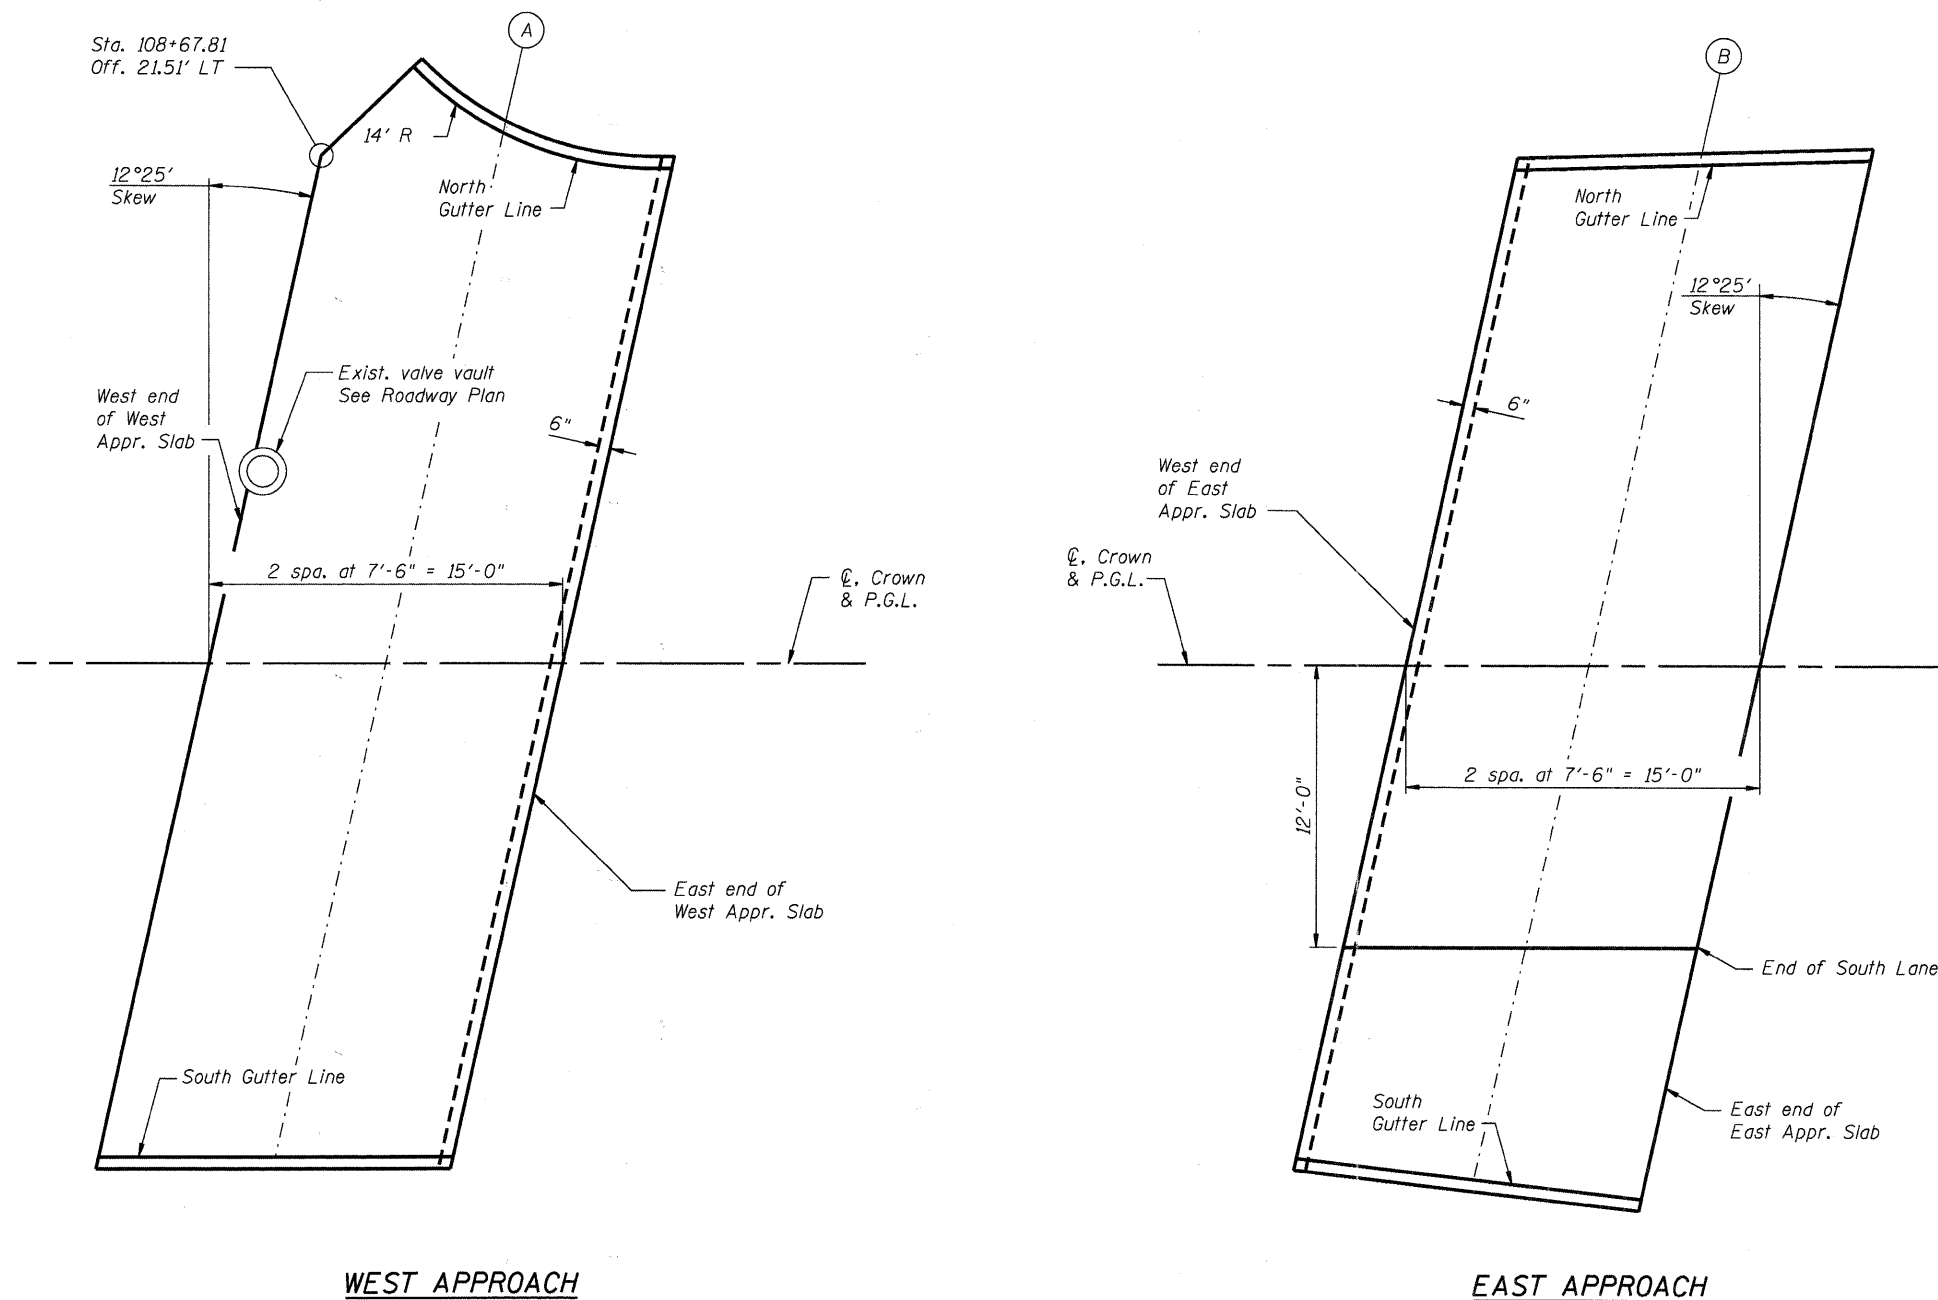 Sta. 108+67.81
Off. 21.51' LT
A
14' R
12°25'
Skew
North
Gutter Line
Exist. valve vault
See Roadway Plan
West end
of West
Appr. Slab
6"
2 spa. at 7'-6" = 15'-0"
℄, Crown
& P.G.L.
East end of
West Appr. Slab
South Gutter Line
WEST APPROACH
B
North
Gutter Line
12°25'
Skew
6"
West end
of East
Appr. Slab
℄, Crown
& P.G.L.
2 spa. at 7'-6" = 15'-0"
12'-0"
End of South Lane
South
Gutter Line
East end of
East Appr. Slab
EAST APPROACH